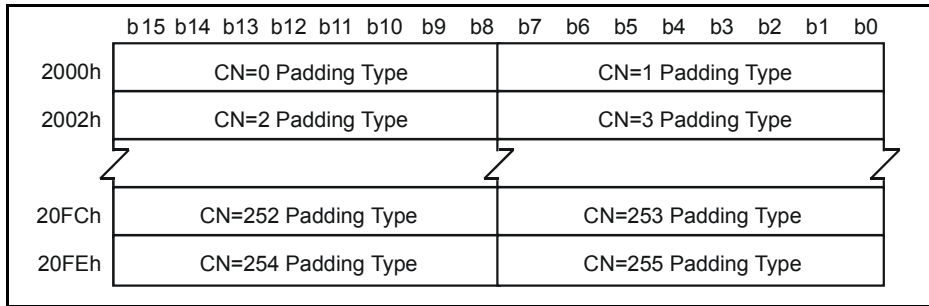 b15 b14 b13 b12 b11 b10 b9 b8 b7 b6 b5 b4 b3 b2 b1 b0
2000h CN=0 Padding Type CN=1 Padding Type
2002h CN=2 Padding Type CN=3 Padding Type
20FCh CN=252 Padding Type CN=253 Padding Type
20FEh CN=254 Padding Type CN=255 Padding Type